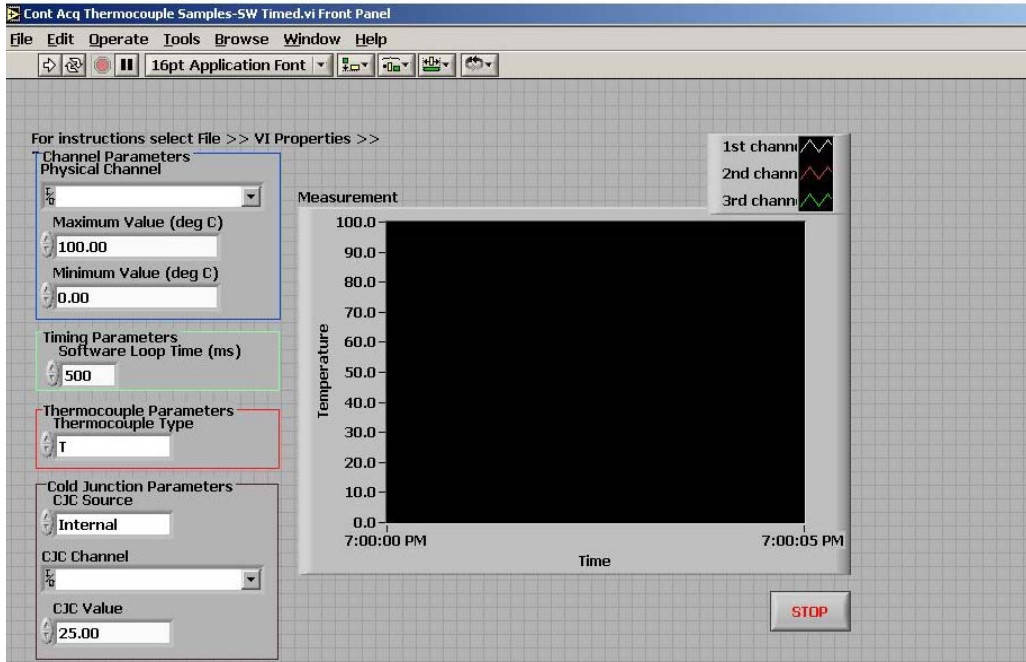 Cont Acq Thermocouple Samples-SW Timed.vi Front Panel
File Edit Operate Tools Browse Window Help
16pt Application Font
For instructions select File >> VI Properties >>
Channel Parameters
Physical Channel
Maximum Value (deg C)
100.00
Minimum Value (deg C)
0.00
Timing Parameters
Software Loop Time (ms)
500
Thermocouple Parameters
Thermocouple Type
T
Cold Junction Parameters
CJC Source
Internal
CJC Channel
CJC Value
25.00
1st chann
2nd chann
3rd chann
Measurement
100.0
90.0
80.0
70.0
60.0
50.0
40.0
30.0
20.0
10.0
0.0
Temperature
7:00:00 PM 7:00:05 PM
Time
STOP